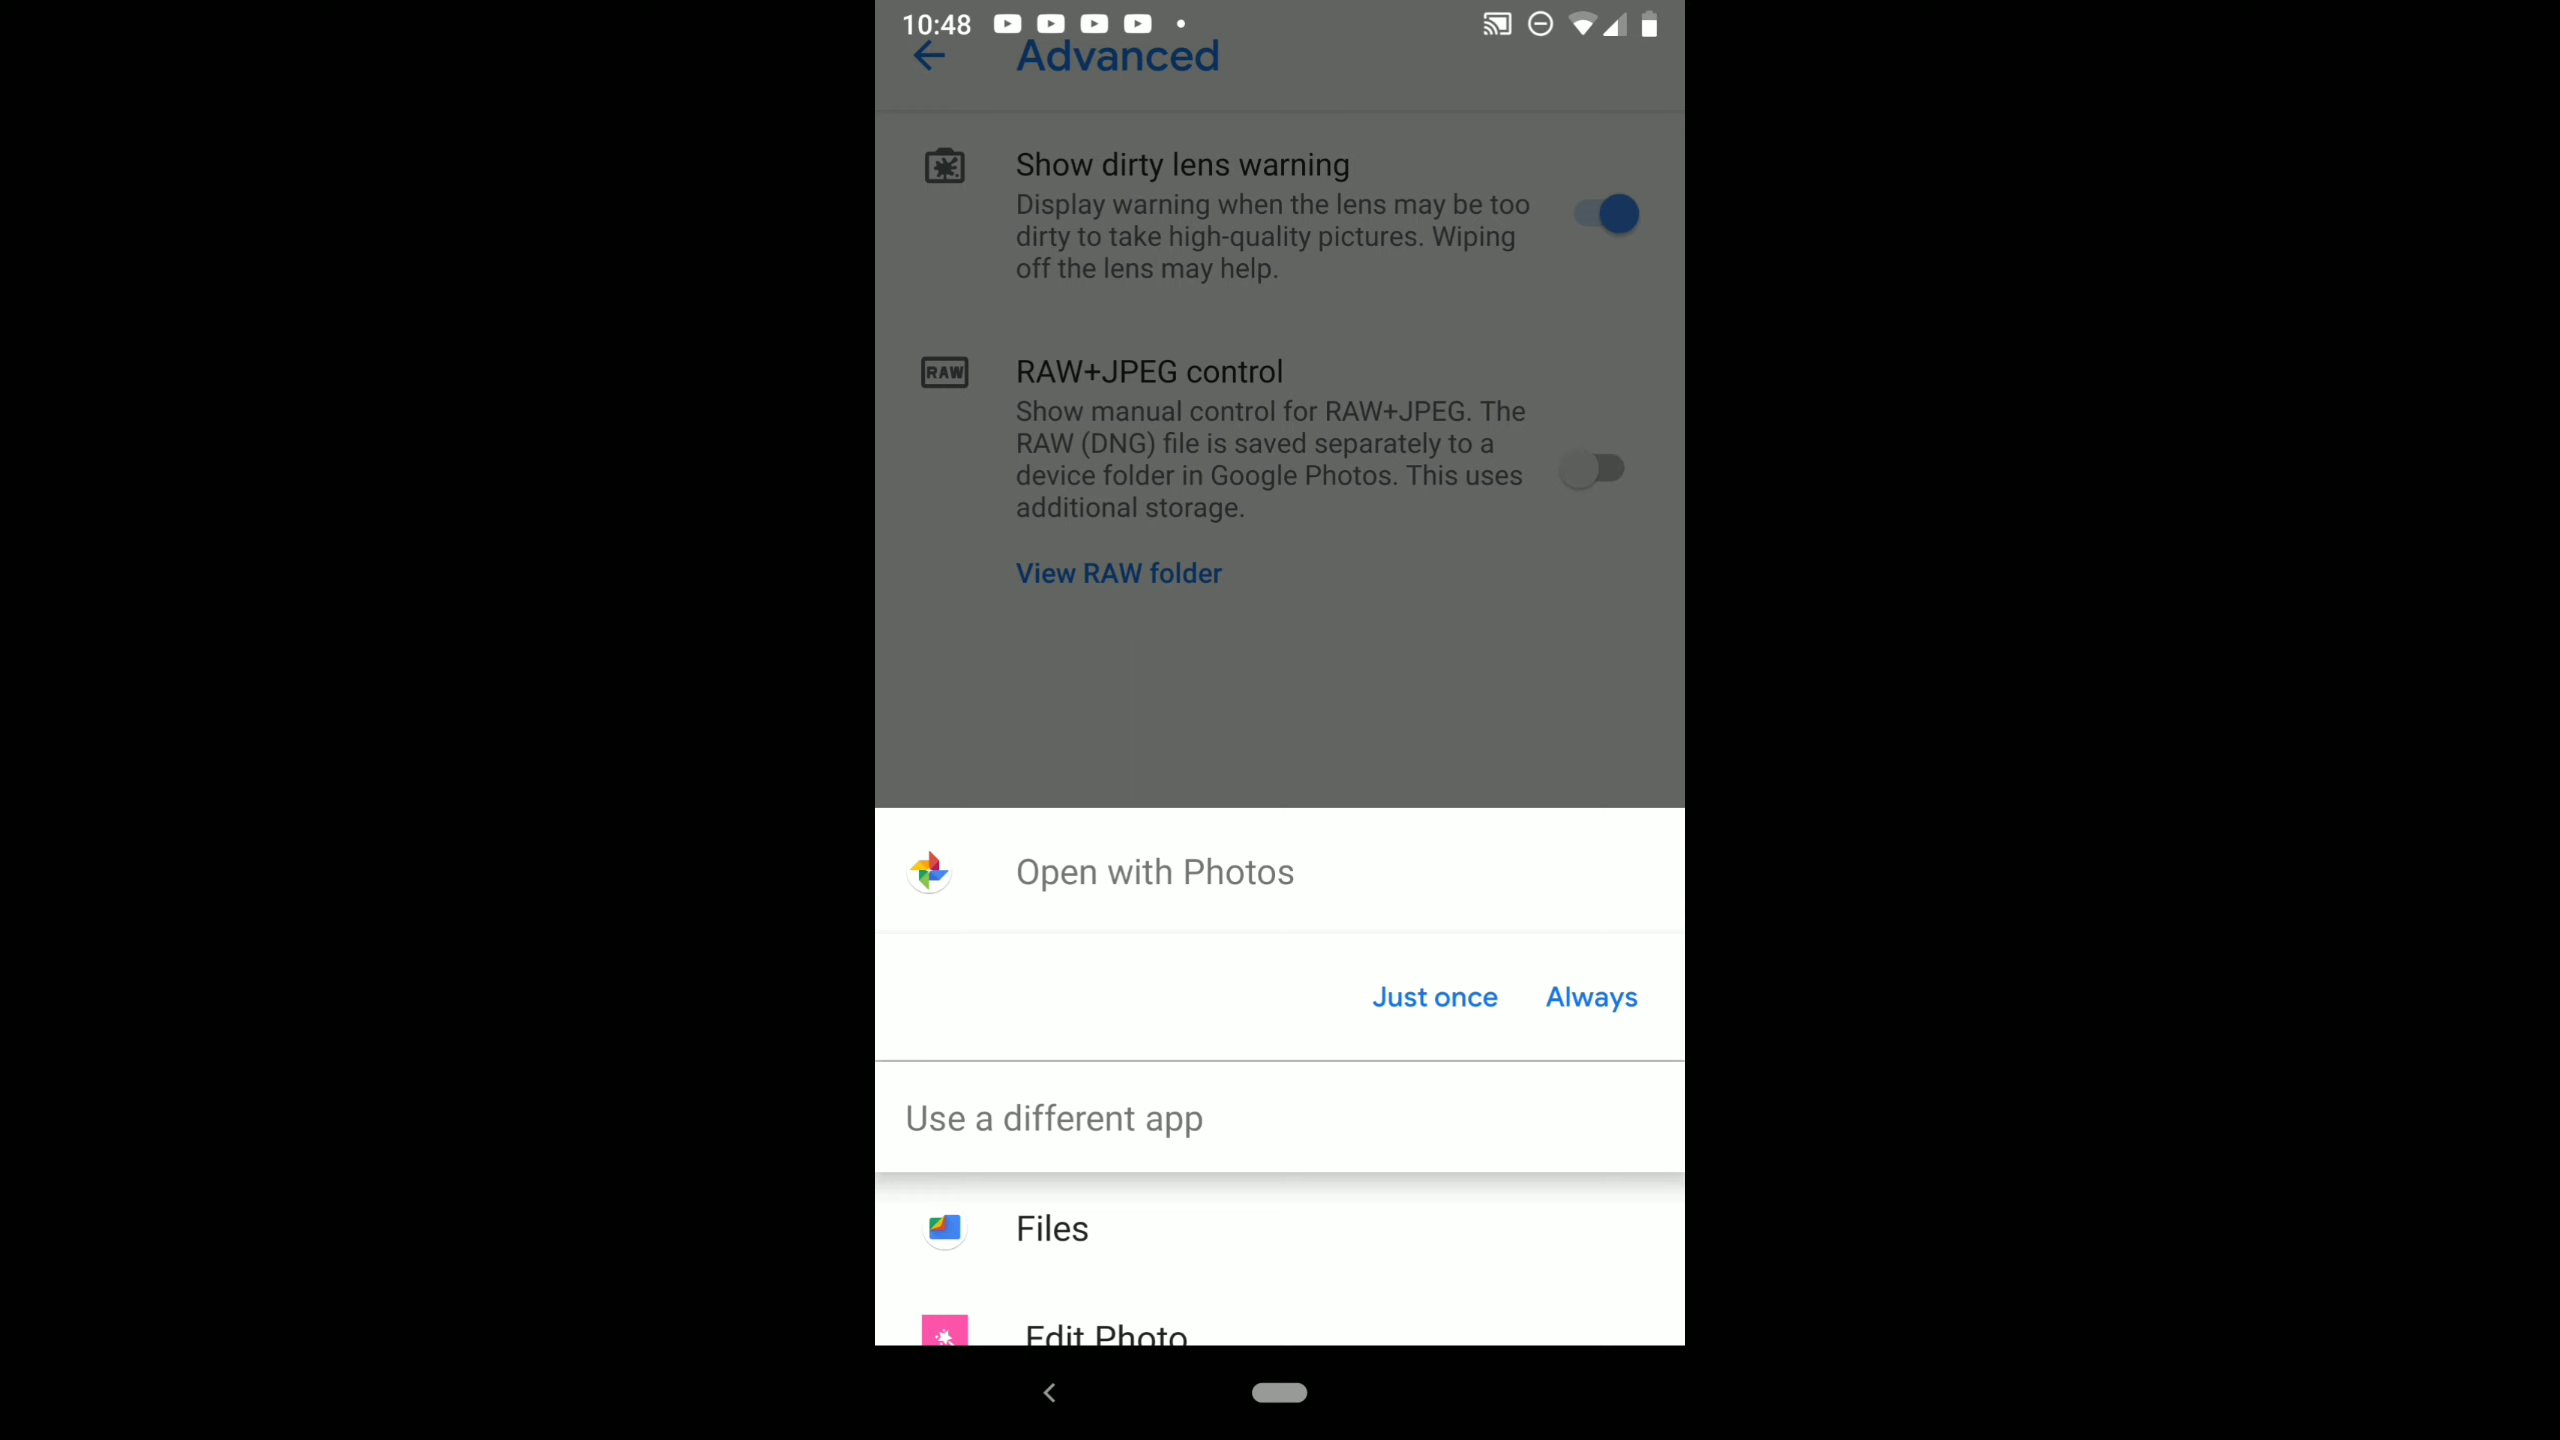 10:48
Advanced
Show dirty lens warning
Display warning when the lens may be too
dirty to take high-quality pictures. Wiping
off the lens may help.
RAW
RAW+JPEG control
Show manual control for RAW+JPEG. The
RAW (DNG) file is saved separately to a
device folder in Google Photos. This uses
additional storage.
View RAW folder
Open with Photos
Just once Always
Use a different app
Files
Edit Photo